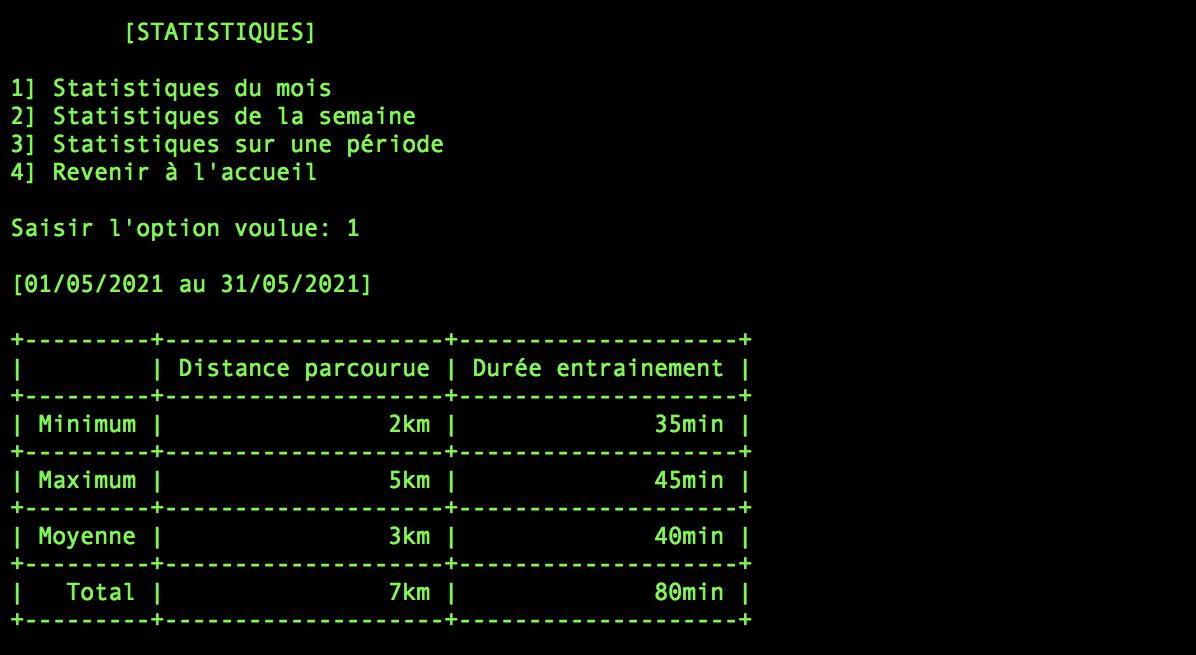 [STATISTIQUES]
1] Statistiques du mois
2] Statistiques de la semaine
3] Statistiques sur une période
4] Revenir à l'accueil
Saisir l'option voulue: 1
[01/05/2021 au 31/05/2021]
+---------+--------------------+--------------------+
|         | Distance parcourue | Durée entrainement |
+---------+--------------------+--------------------+
| Minimum |                2km |              35min |
+---------+--------------------+--------------------+
| Maximum |                5km |              45min |
+---------+--------------------+--------------------+
| Moyenne |                3km |              40min |
+---------+--------------------+--------------------+
|   Total |                7km |              80min |
+---------+--------------------+--------------------+